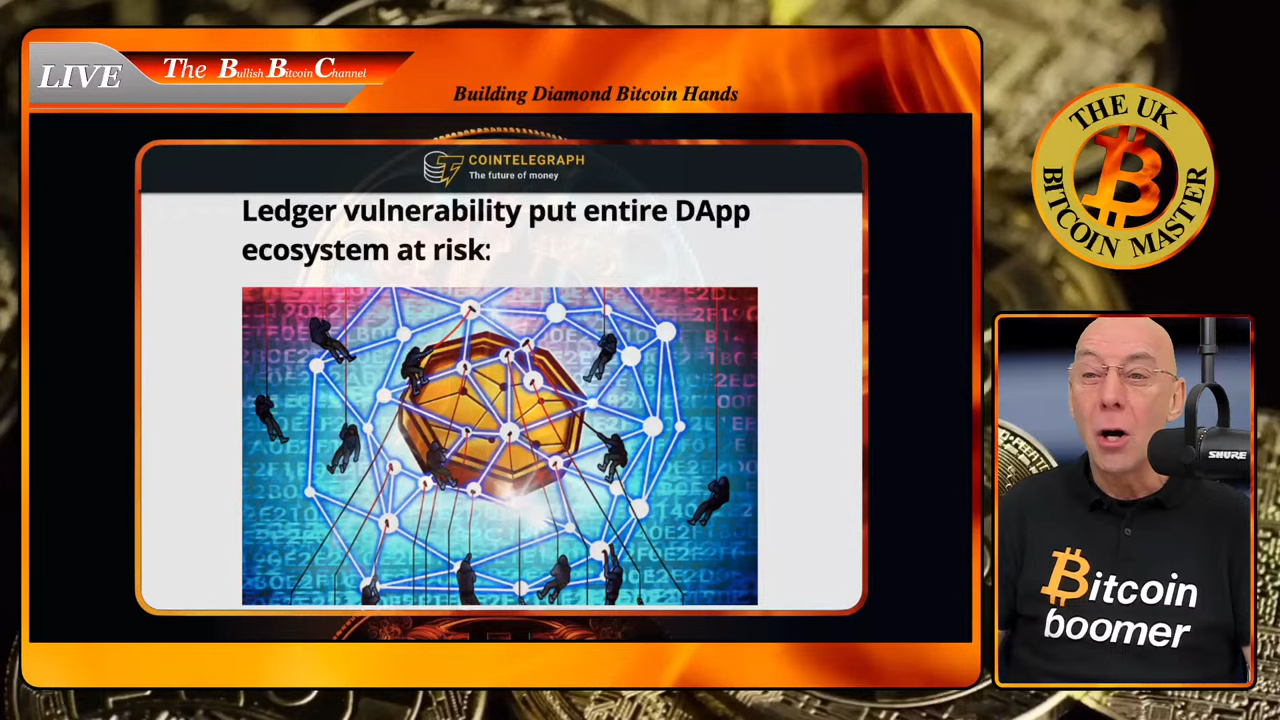 LIVE
The Bullish Bitcoin Channel
Building Diamond Bitcoin Hands
COINTELEGRAPH
The future of money
Ledger vulnerability put entire DApp
ecosystem at risk:
THE UK
BITCOIN MASTER
SHURE
Bitcoin
boomer